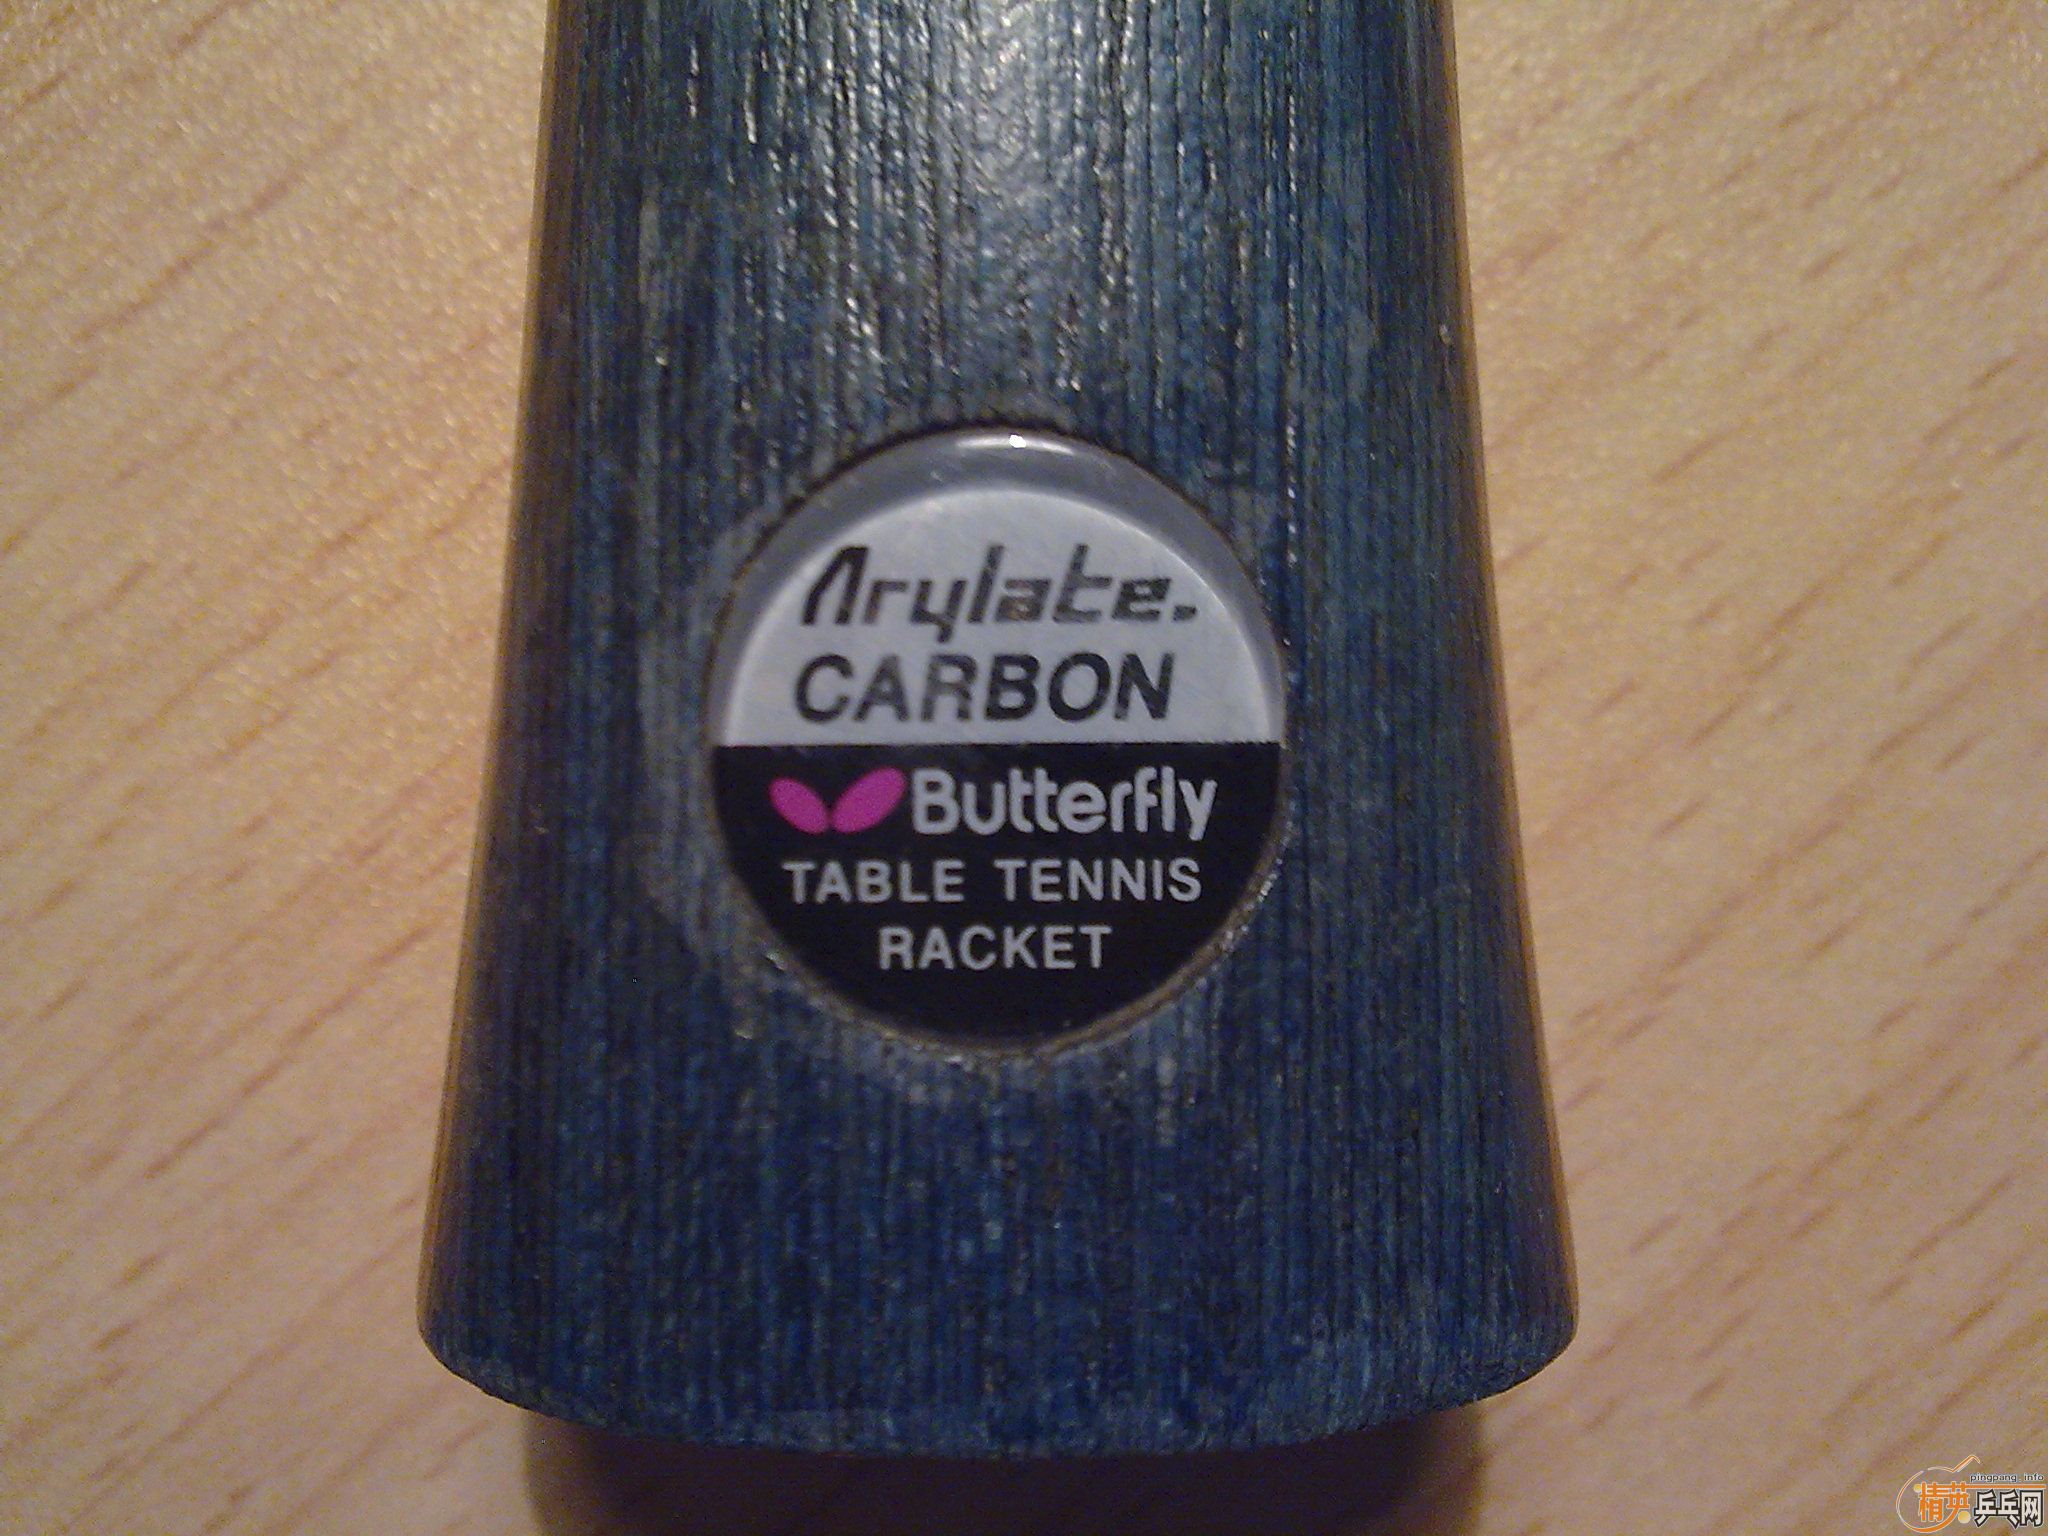 Arylate.
CARBON
Butterfly
TABLE TENNIS
RACKET
pingpang.info
精英乒乓网